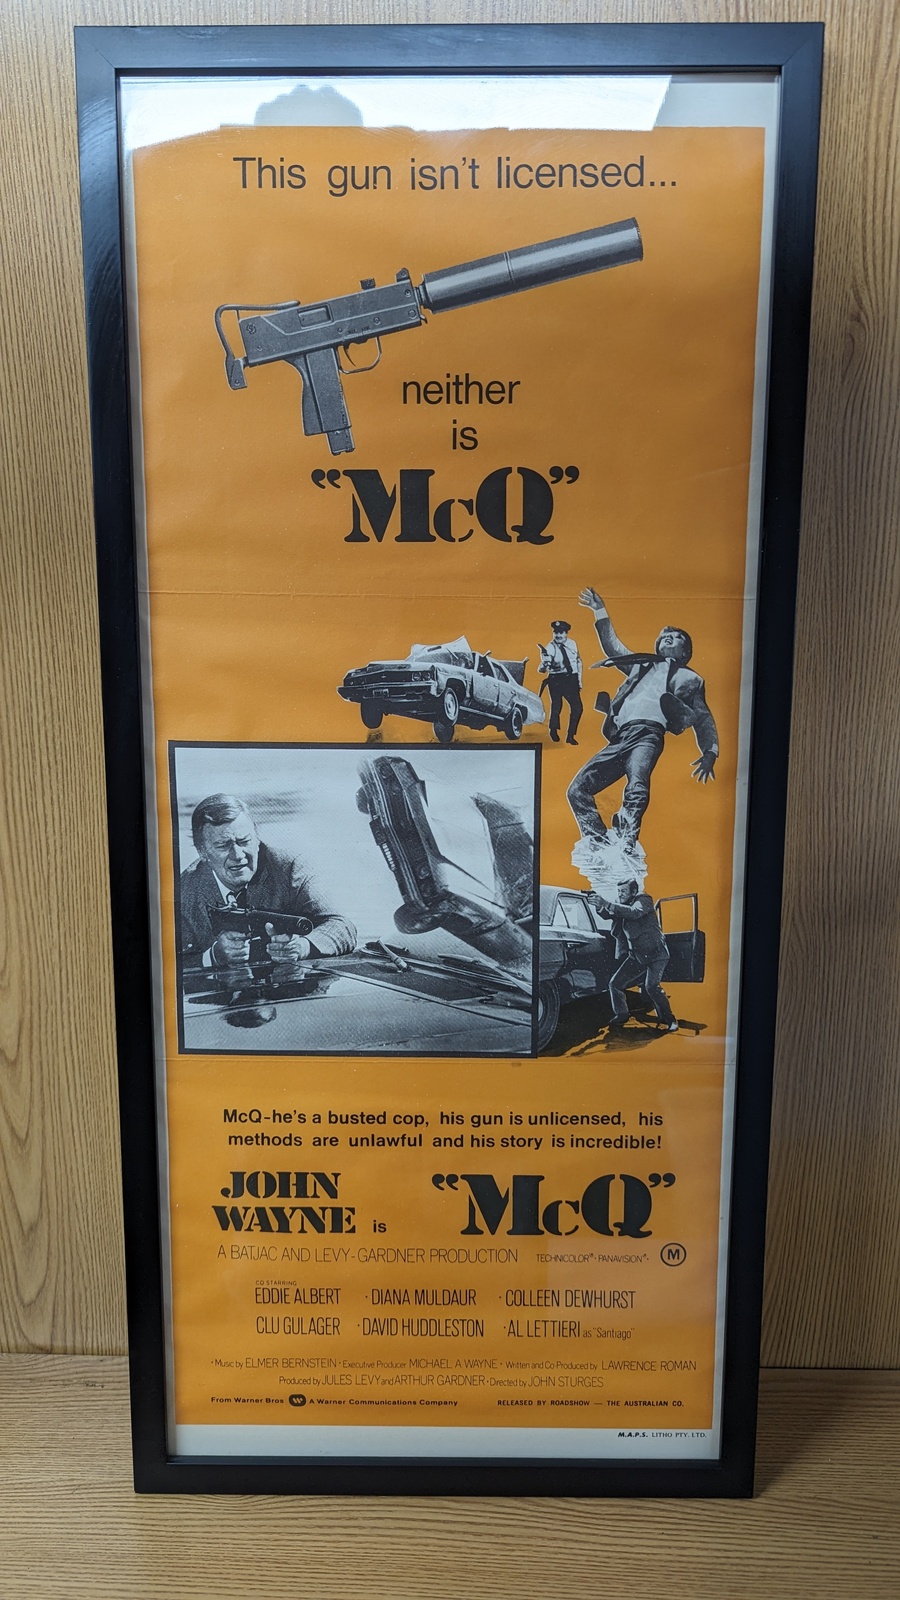 This gun isn't licensed...
neither
is
“McQ”
McQ-he's a busted cop, his gun is unlicensed, his
methods are unlawful and his story is incredible!
JOHN
WAYNE is “McQ”
A BATJAC AND LEVY-GARDNER PRODUCTION TECHNICOLOR® · PANAVISION® · M
CO STARRING
EDDIE ALBERT · DIANA MULDAUR · COLLEEN DEWHURST
CLU GULAGER · DAVID HUDDLESTON · AL LETTIERI as "Santiago"
· Music by ELMER BERNSTEIN · Executive Producer MICHAEL A WAYNE · Written and Co-Produced by LAWRENCE ROMAN
Produced by JULES LEVY and ARTHUR GARDNER · Directed by JOHN STURGES
From Warner Bros W A Warner Communications Company RELEASED BY ROADSHOW — THE AUSTRALIAN CO.
M.A.P.S. LITHO PTY. LTD.